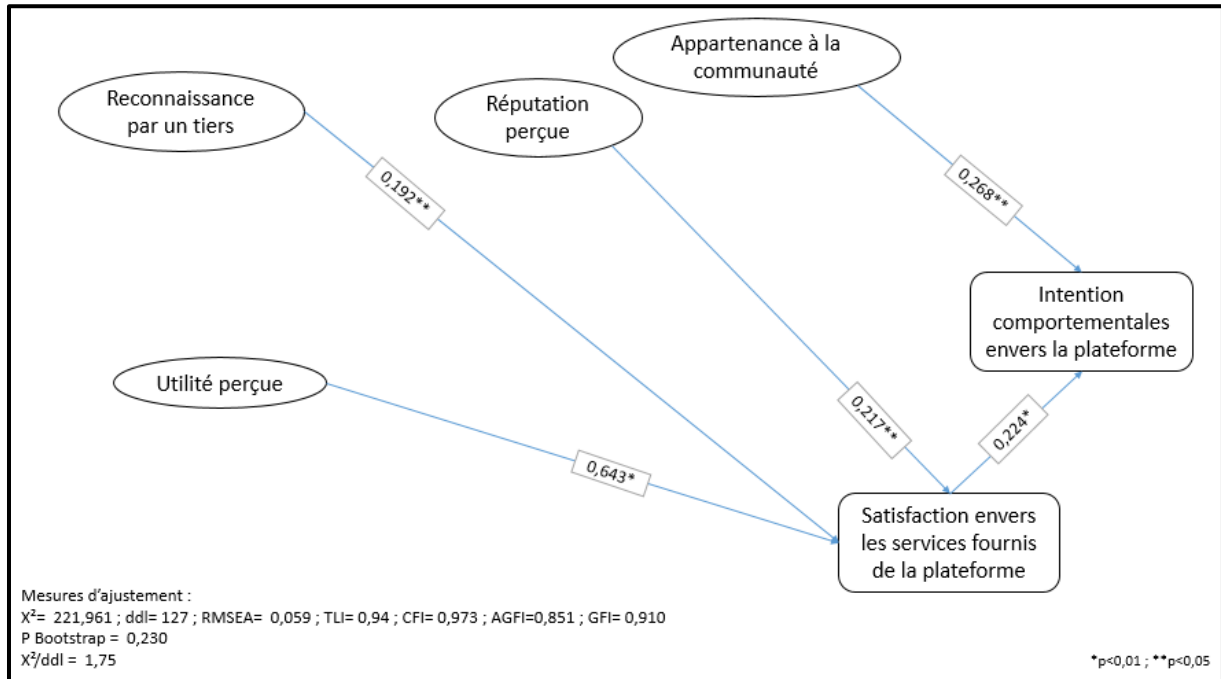 Appartenance à la
communauté
Reconnaissance
par un tiers
Réputation
perçue
0,192**
0,268**
Intention
comportementales
envers la plateforme
Utilité perçue
0,217**
0,224*
0,643*
Satisfaction envers
les services fournis
de la plateforme
Mesures d'ajustement :
X²= 221,961 ; ddl= 127 ; RMSEA= 0,059 ; TLI= 0,94 ; CFI= 0,973 ; AGFI=0,851 ; GFI= 0,910
P Bootstrap = 0,230
X²/ddl = 1,75
*p<0,01 ; **p<0,05